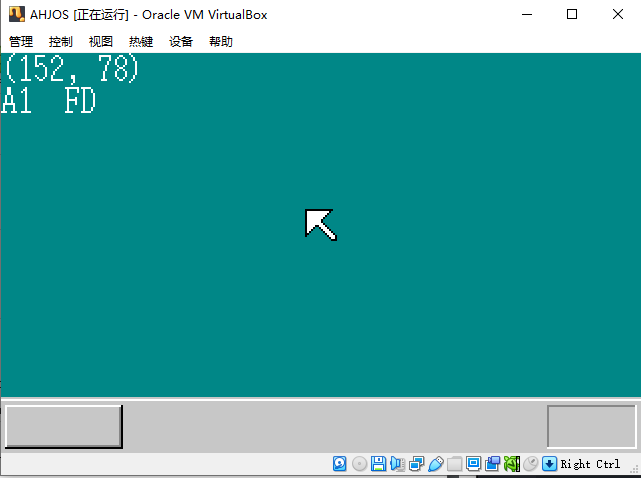 AHJOS [正在运行] - Oracle VM VirtualBox
管理 控制 视图 热键 设备 帮助
(152, 78)
A1 FD
Right Ctrl